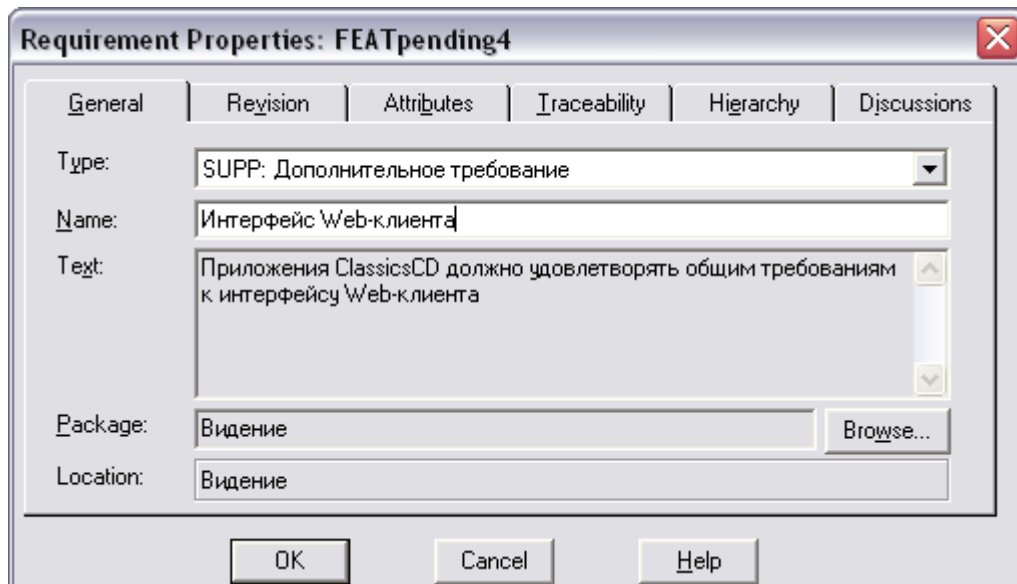 Requirement Properties: FEATpending4
General Revision Attributes Traceability Hierarchy Discussions
Type: SUPP: Дополнительное требование
Name: Интерфейс Web-клиента
Text: Приложения ClassicsCD должно удовлетворять общим требованиям
к интерфейсу Web-клиента
Package: Видение Browse...
Location: Видение
OK Cancel Help